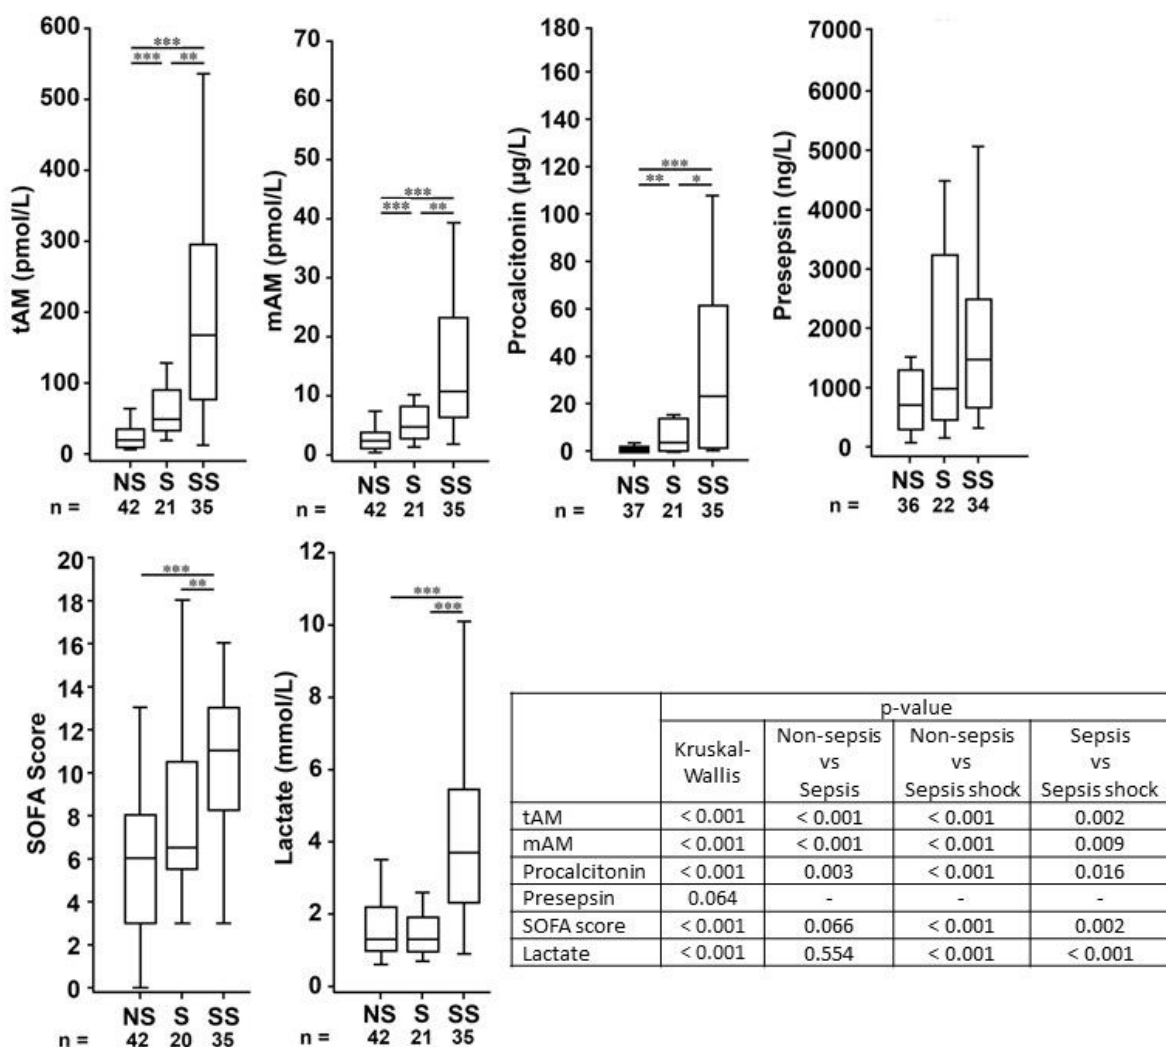 tAM (pmol/L)
600
500
400
300
200
100
0
***
*** **
NS S SS
n = 42 21 35
mAM (pmol/L)
70
60
50
40
30
20
10
0
***
*** **
NS S SS
n = 42 21 35
Procalcitonin (µg/L)
180
160
140
120
100
80
60
40
20
0
***
** *
NS S SS
n = 37 21 35
Presepsin (ng/L)
7000
6000
5000
4000
3000
2000
1000
0
NS S SS
n = 36 22 34
SOFA Score
20
18
16
14
12
10
8
6
4
2
0
***
**
NS S SS
n = 42 20 35
Lactate (mmol/L)
12
10
8
6
4
2
0
***
***
NS S SS
n = 42 21 35
p-value
Kruskal-
Wallis
Non-sepsis
vs
Sepsis
Non-sepsis
vs
Sepsis shock
Sepsis
vs
Sepsis shock
tAM < 0.001 < 0.001 < 0.001 0.002
mAM < 0.001 < 0.001 < 0.001 0.009
Procalcitonin < 0.001 0.003 < 0.001 0.016
Presepsin 0.064 - - -
SOFA score < 0.001 0.066 < 0.001 0.002
Lactate < 0.001 0.554 < 0.001 < 0.001